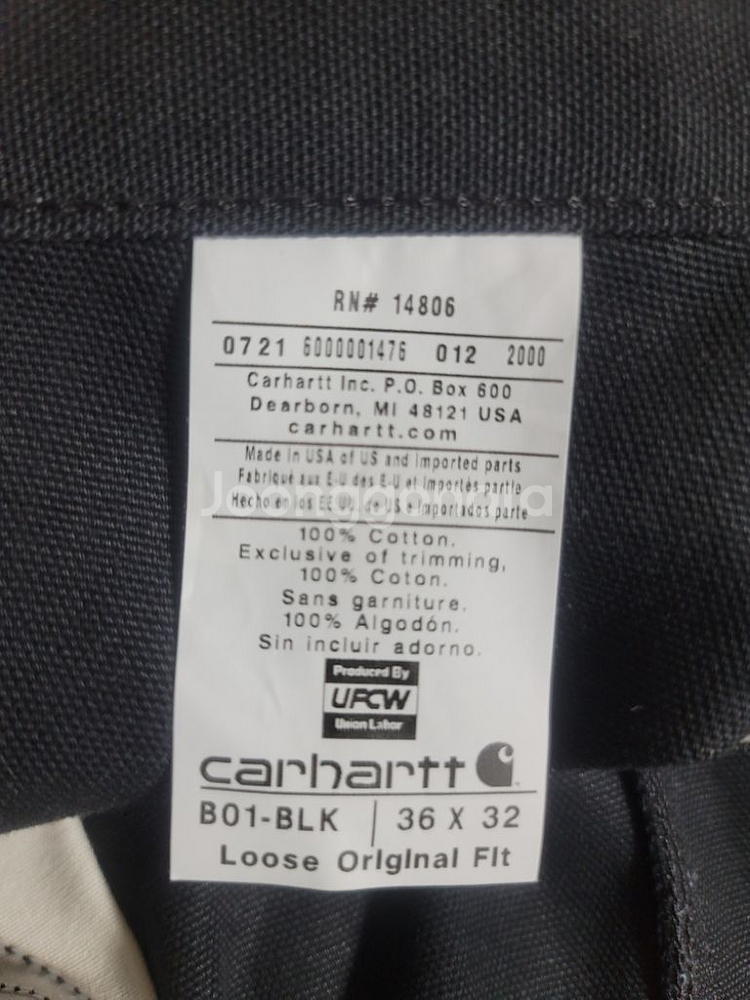 RN# 14806
0721 6000001476 012 2000
Carhartt Inc. P.O. Box 600
Dearborn, MI 48121 USA
carhartt.com
Made in USA of US and imported parts
Fabriqué aux É-U des É-U et importés partie
Hecho en los EE UU. de US e Importados parte
Joonggonara
100% Cotton.
Exclusive of trimming,
100% Coton.
Sans garniture.
100% Algodón.
Sin incluir adorno.
Produced By
UFCW
Union Labor
carhartt
B01-BLK | 36 X 32
Loose Original Fit